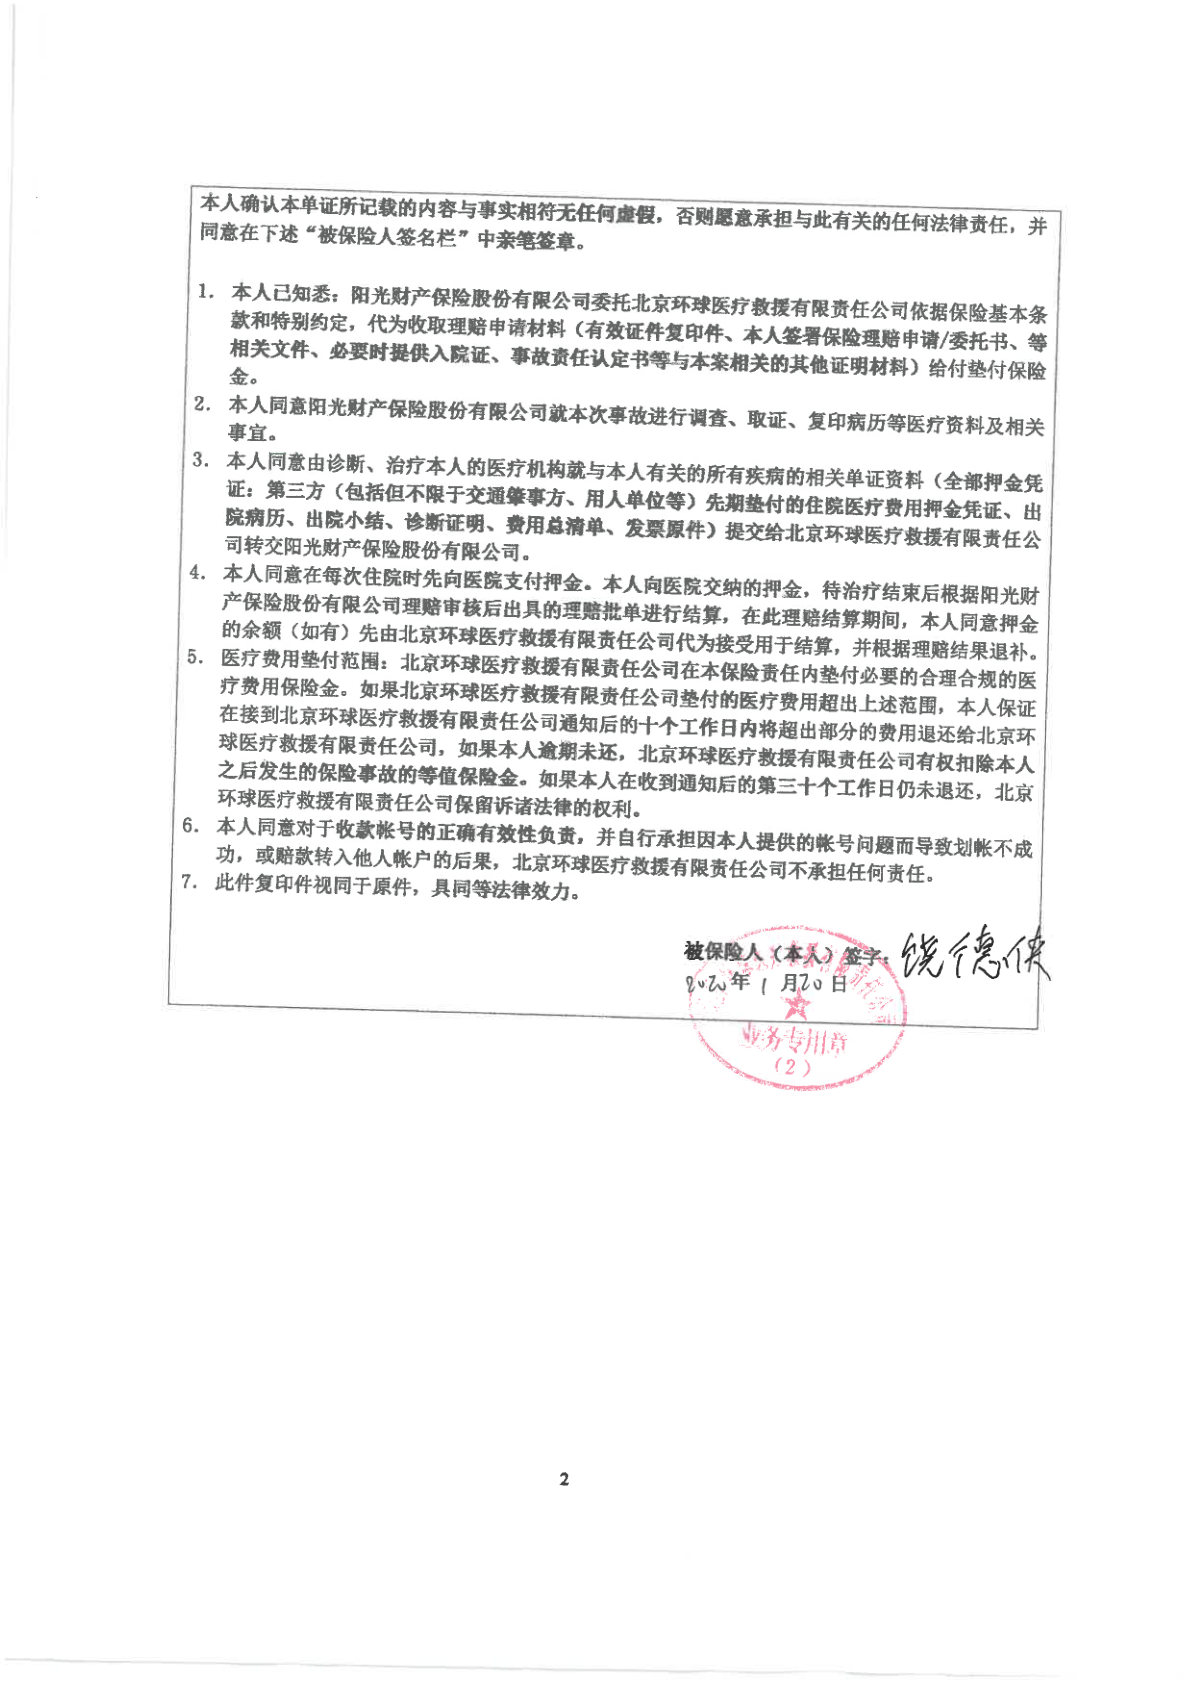 本人确认本单证所记载的内容与事实相符无任何虚假，否则愿意承担与此有关的任何法律责任，并
同意在下述“被保险人签名栏”中亲笔签章。
1. 本人已知悉：阳光财产保险股份有限公司委托北京环球医疗救援有限责任公司依据保险基本条
款和特别约定，代为收取理赔申请材料（有效证件复印件、本人签署保险理赔申请/委托书、等
相关文件、必要时提供入院证、事故责任认定书等与本案相关的其他证明材料）给付垫付保险
金。
2. 本人同意阳光财产保险股份有限公司就本次事故进行调查、取证、复印病历等医疗资料及相关
事宜。
3. 本人同意由诊断、治疗本人的医疗机构就与本人有关的所有疾病的相关单证资料（全部押金凭
证：第三方（包括但不限于交通肇事方、用人单位等）先期垫付的住院医疗费用押金凭证、出
院病历、出院小结、诊断证明、费用总清单、发票原件）提交给北京环球医疗救援有限责任公
司转交阳光财产保险股份有限公司。
4. 本人同意在每次住院时先向医院支付押金。本人向医院交纳的押金，待治疗结束后根据阳光财
产保险股份有限公司理赔审核后出具的理赔批单进行结算，在此理赔结算期间，本人同意押金
的余额（如有）先由北京环球医疗救援有限责任公司代为接受用于结算，并根据理赔结果退补。
5. 医疗费用垫付范围：北京环球医疗救援有限责任公司在本保险责任内垫付必要的合理合规的医
疗费用保险金。如果北京环球医疗救援有限责任公司垫付的医疗费用超出上述范围，本人保证
在接到北京环球医疗救援有限责任公司通知后的十个工作日内将超出部分的费用退还给北京环
球医疗救援有限责任公司，如果本人逾期未还，北京环球医疗救援有限责任公司有权扣除本人
之后发生的保险事故的等值保险金。如果本人在收到通知后的第三十个工作日仍未退还，北京
环球医疗救援有限责任公司保留诉诸法律的权利。
6. 本人同意对于收款帐号的正确有效性负责，并自行承担因本人提供的帐号问题而导致划帐不成
功，或赔款转入他人帐户的后果，北京环球医疗救援有限责任公司不承担任何责任。
7. 此件复印件视同于原件，具同等法律效力。
被保险人（本人）签字：饶德侠
2020年1月20日
业务专用章
（2）
2